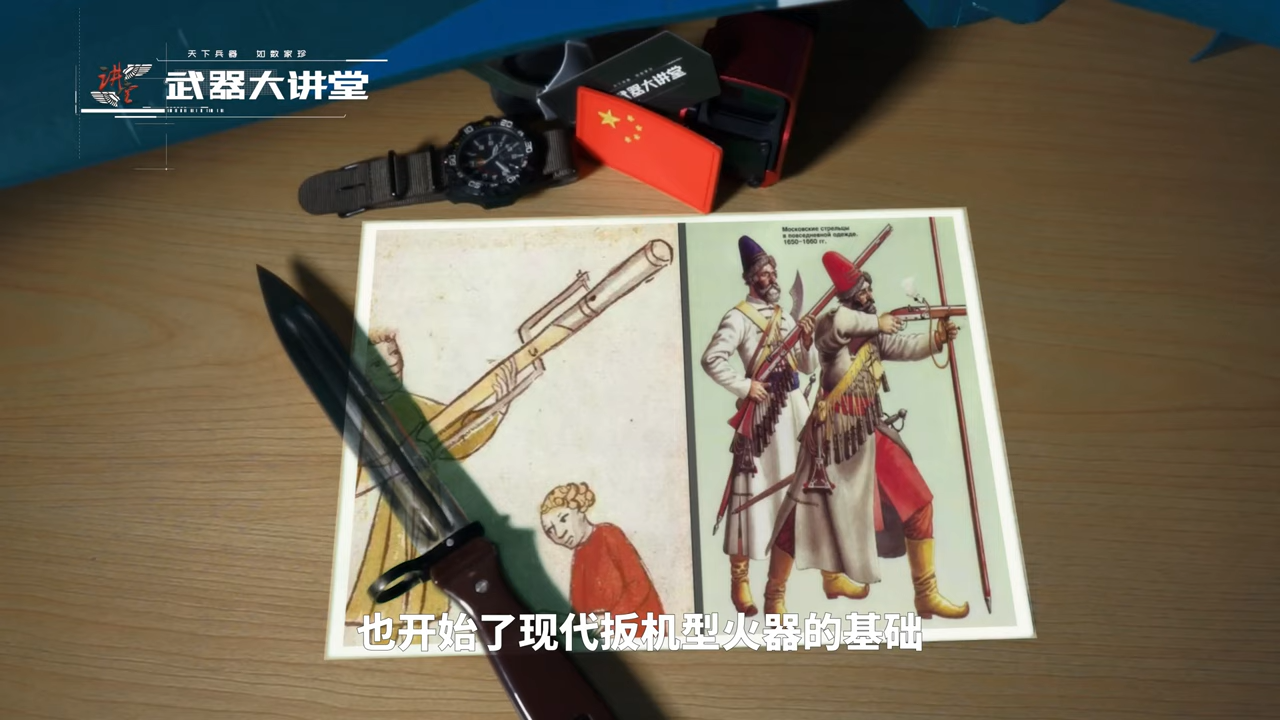 天下兵器 如数家珍
讲堂
武器大讲堂
武器大讲堂
Московские стрельцы
в повседневной одежде.
1650-1660 гг.
也开始了现代扳机型火器的基础